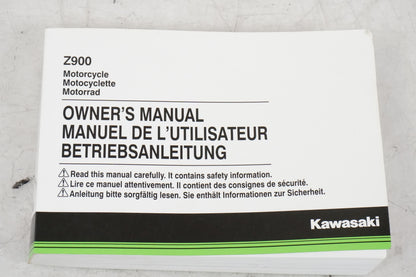 Z900
Motorcycle
Motocyclette
Motorrad
OWNER'S MANUAL
MANUEL DE L'UTILISATEUR
BETRIEBSANLEITUNG
Read this manual carefully. It contains safety information.
Lire ce manuel attentivement. Il contient des consignes de sécurité.
Anleitung bitte sorgfältig lesen. Sie enthält Informationen zur Sicherheit.
Kawasaki